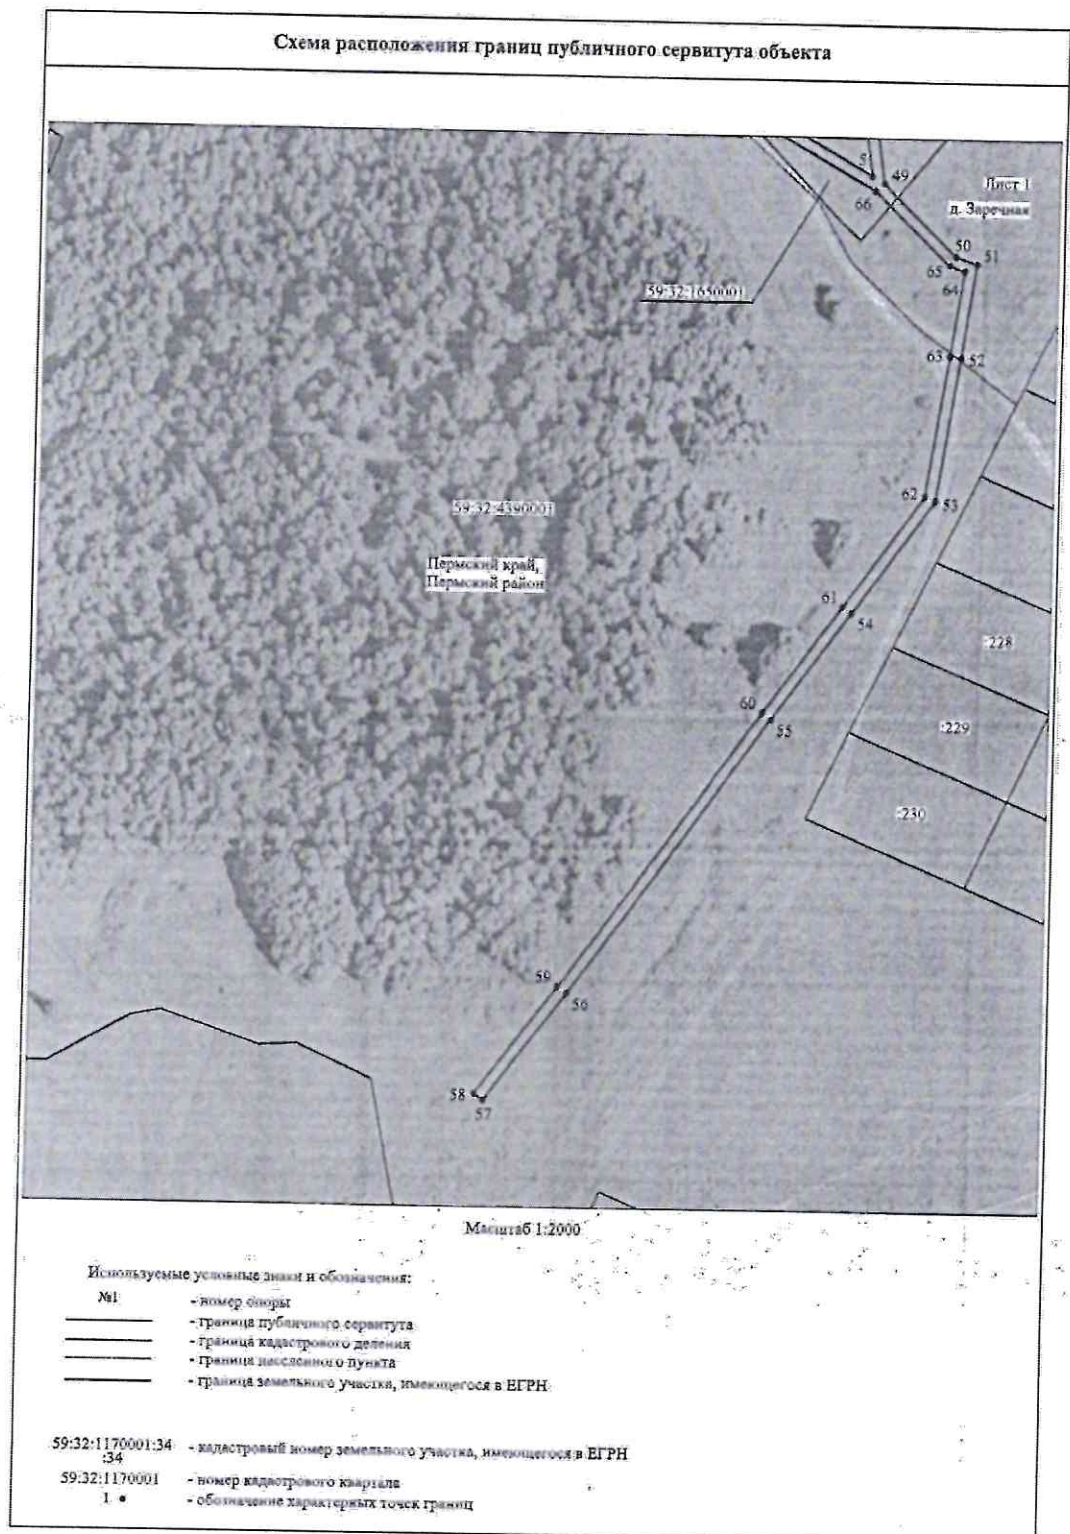 Схема расположения границ публичного сервитута объекта
5
49
Лист 1
66
д. Заречная
50
51
65
64
59:32:1650001
63
52
62
53
59:32:4390001
Пермский край,
Пермский район
61
54
:228
60
55
:229
:230
59
56
58
57
Масштаб 1:2000
Используемые условные знаки и обозначения:
№1 - номер опоры
- граница публичного сервитута
- граница кадастрового деления
- граница населенного пункта
- граница земельного участка, имеющегося в ЕГРН
59:32:1170001:34 - кадастровый номер земельного участка, имеющегося в ЕГРН
:34
59:32:1170001 - номер кадастрового квартала
1 - обозначение характерных точек границ